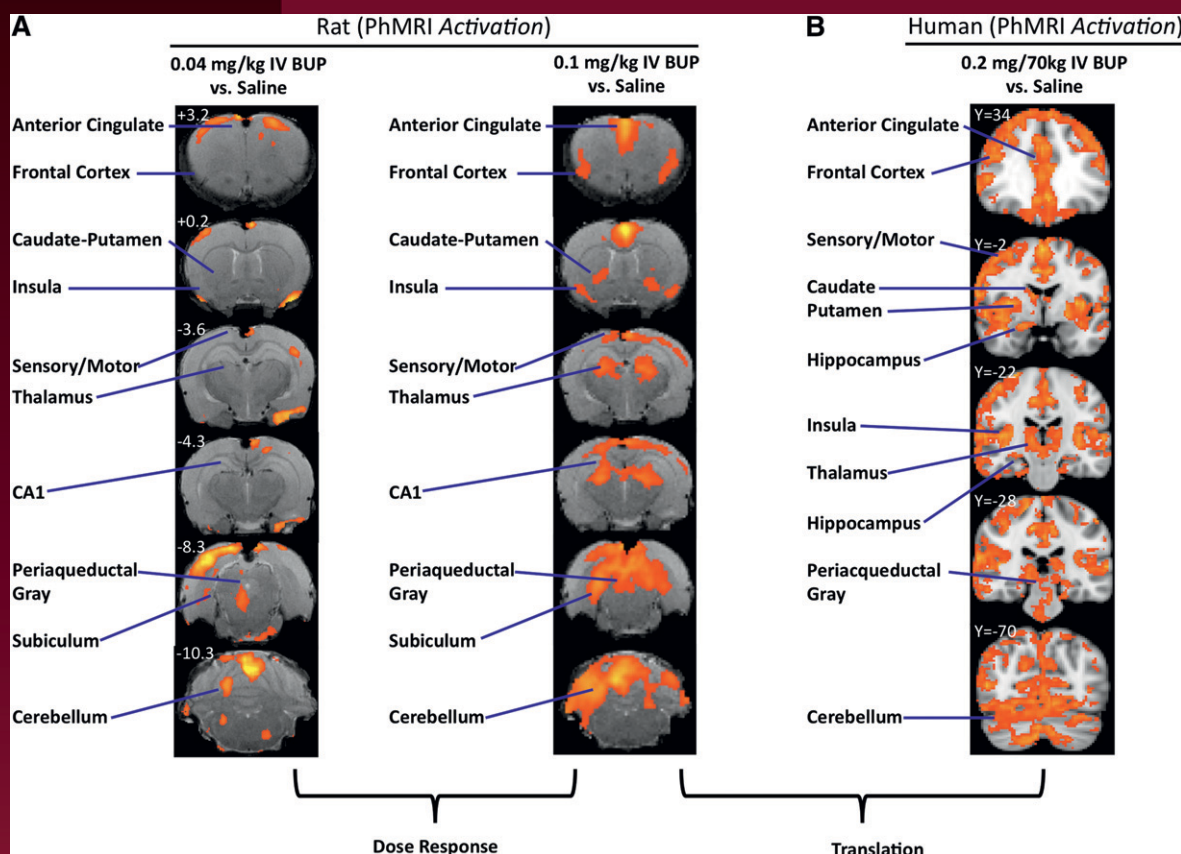 A
Rat (PhMRI Activation)
0.04 mg/kg IV BUP
vs. Saline
+3.2
Anterior Cingulate
Frontal Cortex
+0.2
Caudate-Putamen
Insula
-3.6
Sensory/Motor
Thalamus
-4.3
CA1
-8.3
Periaqueductal
Gray
Subiculum
-10.3
Cerebellum
0.1 mg/kg IV BUP
vs. Saline
Anterior Cingulate
Frontal Cortex
Caudate-Putamen
Insula
Sensory/Motor
Thalamus
CA1
Periaqueductal
Gray
Subiculum
Cerebellum
B
Human (PhMRI Activation)
0.2 mg/70kg IV BUP
vs. Saline
Y=34
Anterior Cingulate
Frontal Cortex
Sensory/Motor
Y=-2
Caudate
Putamen
Hippocampus
Y=-22
Insula
Thalamus
Hippocampus
Y=-28
Periacqueductal
Gray
Y=-70
Cerebellum
Dose Response
Translation